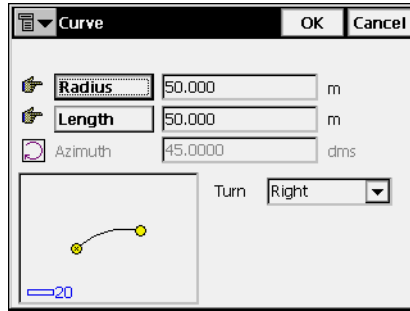 Curve OK Cancel
Radius 50.000 m
Length 50.000 m
Azimuth 45.0000 dms
Turn Right
20